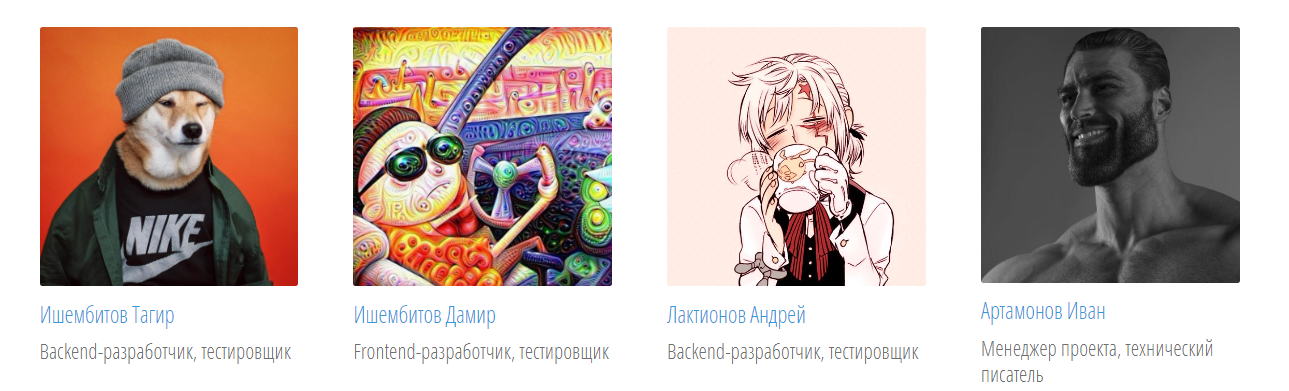 NIKE
Ишембитов Тагир
Backend-разработчик, тестировщик
Ишембитов Дамир
Frontend-разработчик, тестировщик
Лактионов Андрей
Backend-разработчик, тестировщик
Артамонов Иван
Менеджер проекта, технический
писатель